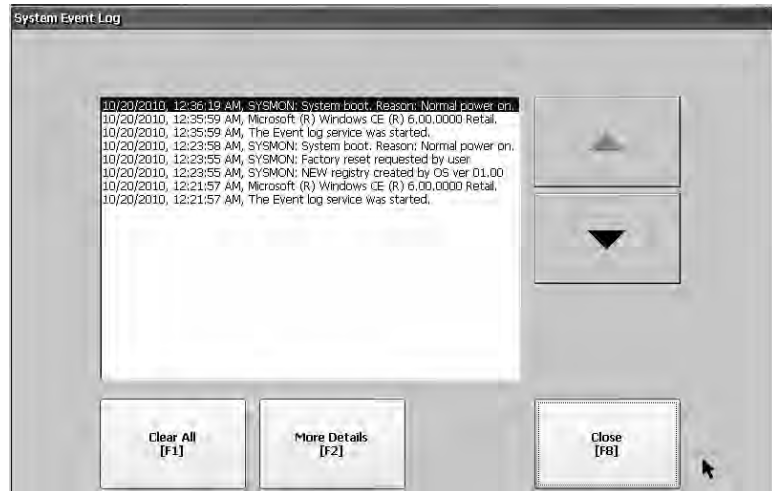 System Event Log
10/20/2010, 12:36:19 AM, SYSMON: System boot. Reason: Normal power on.
10/20/2010, 12:35:59 AM, Microsoft (R) Windows CE (R) 6.00.0000 Retail.
10/20/2010, 12:35:59 AM, The Event log service was started.
10/20/2010, 12:23:58 AM, SYSMON: System boot. Reason: Normal power on.
10/20/2010, 12:23:55 AM, SYSMON: Factory reset requested by user
10/20/2010, 12:23:55 AM, SYSMON: NEW registry created by OS ver 01.00
10/20/2010, 12:21:57 AM, Microsoft (R) Windows CE (R) 6.00.0000 Retail.
10/20/2010, 12:21:57 AM, The Event log service was started.
Clear All
[F1]
More Details
[F2]
Close
[F8]